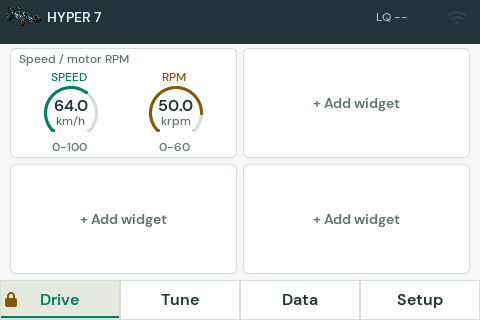 HYPER 7
LQ --
Speed / motor RPM
SPEED
RPM
64.0
50.0
km/h
krpm
0-100
0-60
+ Add widget
+ Add widget
+ Add widget
Drive
Tune
Data
Setup